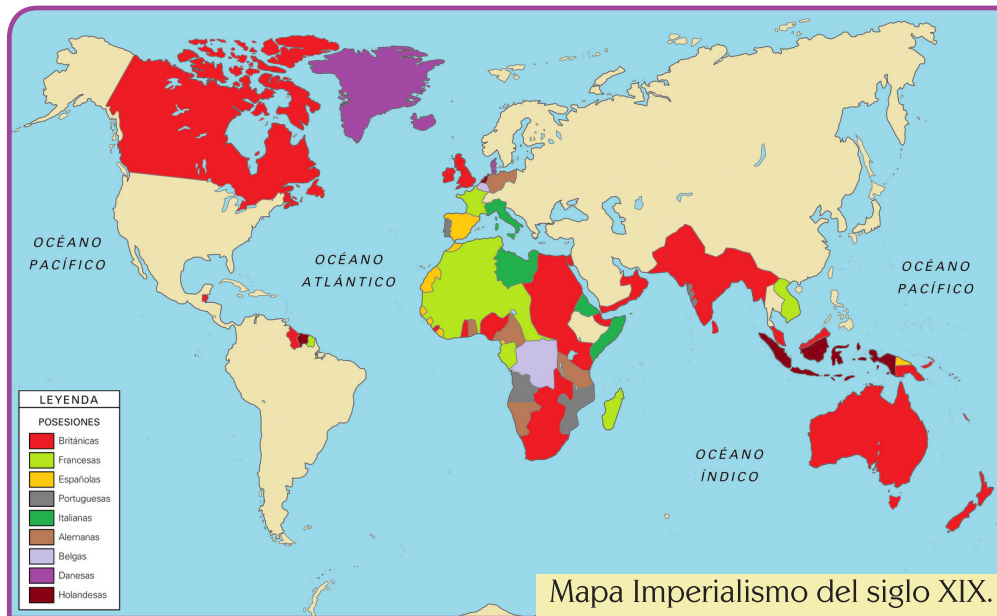 OCÉANO
PACÍFICO
OCÉANO
ATLÁNTICO
OCÉANO
PACÍFICO
OCÉANO
ÍNDICO
LEYENDA
POSESIONES
Británicas
Francesas
Españolas
Portuguesas
Italianas
Alemanas
Belgas
Danesas
Holandesas
Mapa Imperialismo del siglo XIX.